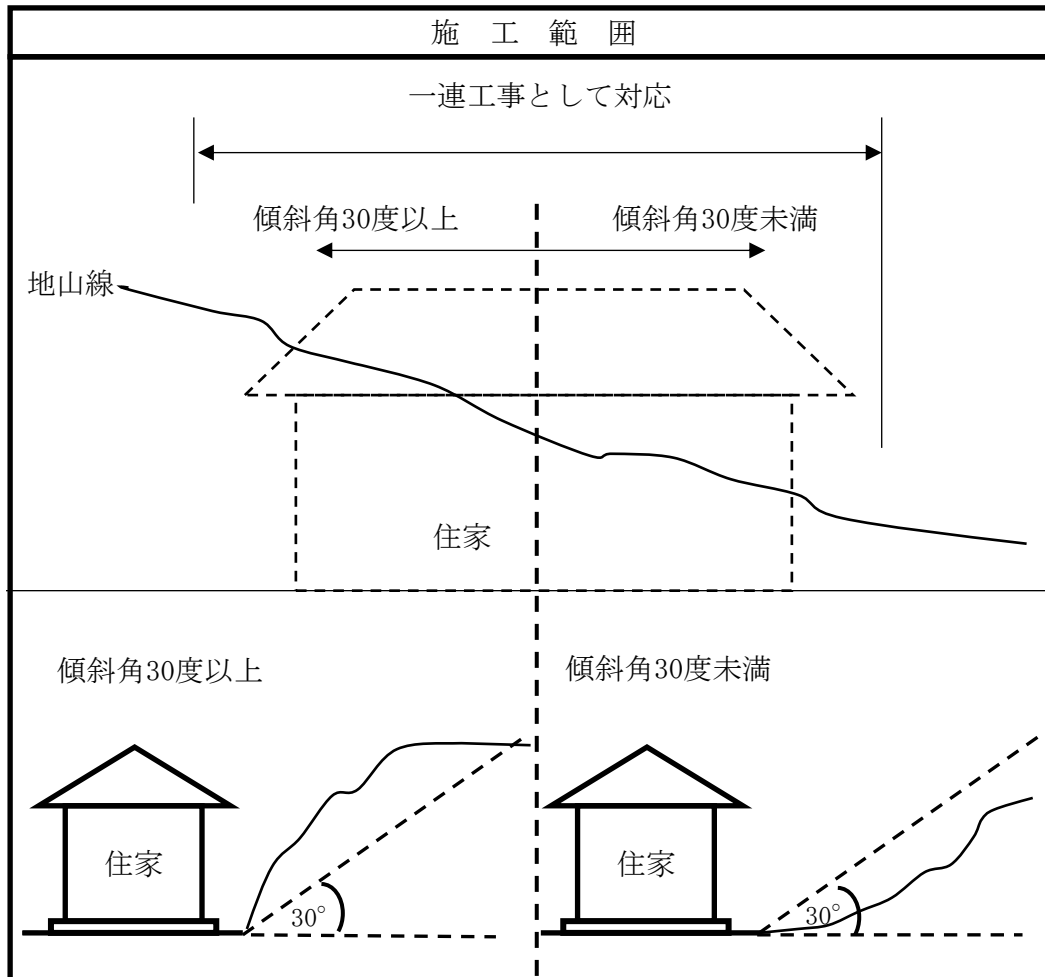 施工範囲
一連工事として対応
傾斜角30度以上
傾斜角30度未満
地山線
住家
傾斜角30度以上
傾斜角30度未満
住家
住家
30°
30°